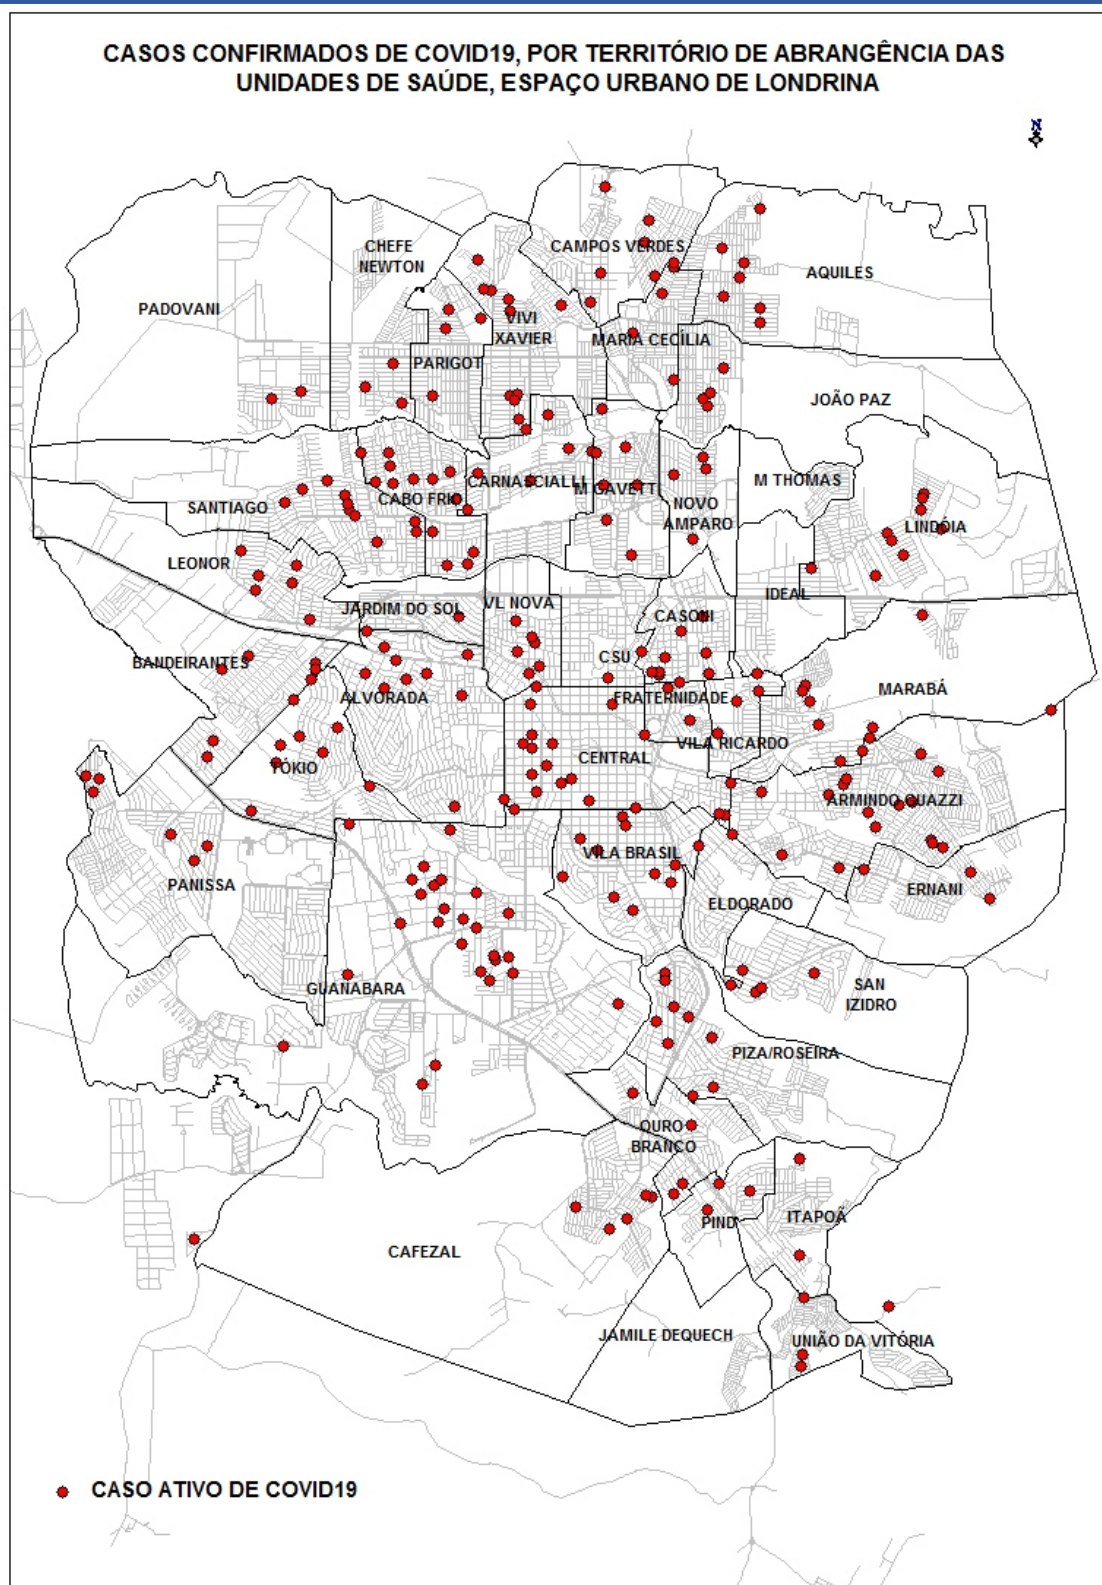 CASOS CONFIRMADOS DE COVID19, POR TERRITÓRIO DE ABRANGÊNCIA DAS
UNIDADES DE SAÚDE, ESPAÇO URBANO DE LONDRINA
N
CHEFE
NEWTON
CAMPOS VERDES
AQUILES
PADOVANI
VIVI
XAVIER
MARIA CECÍLIA
PARIGOT
JOÃO PAZ
CARNASCIALLI
M GAVETTI
M THOMAS
SANTIAGO
CABO FRIO
NOVO
AMPARO
LINDÓIA
LEONOR
JARDIM DO SOL
VL NOVA
CASONI
IDEAL
BANDEIRANTES
CSU
ALVORADA
FRATERNIDADE
MARABÁ
TÓKIO
CENTRAL
VILA RICARDO
ARMINDO GUAZZI
VILA BRASIL
PANISSA
ELDORADO
ERNANI
GUANABARA
SAN
IZIDRO
PIZA/ROSEIRA
OURO
BRANCO
PIND
ITAPOÃ
CAFEZAL
JAMILE DEQUECH
UNIÃO DA VITÓRIA
CASO ATIVO DE COVID19